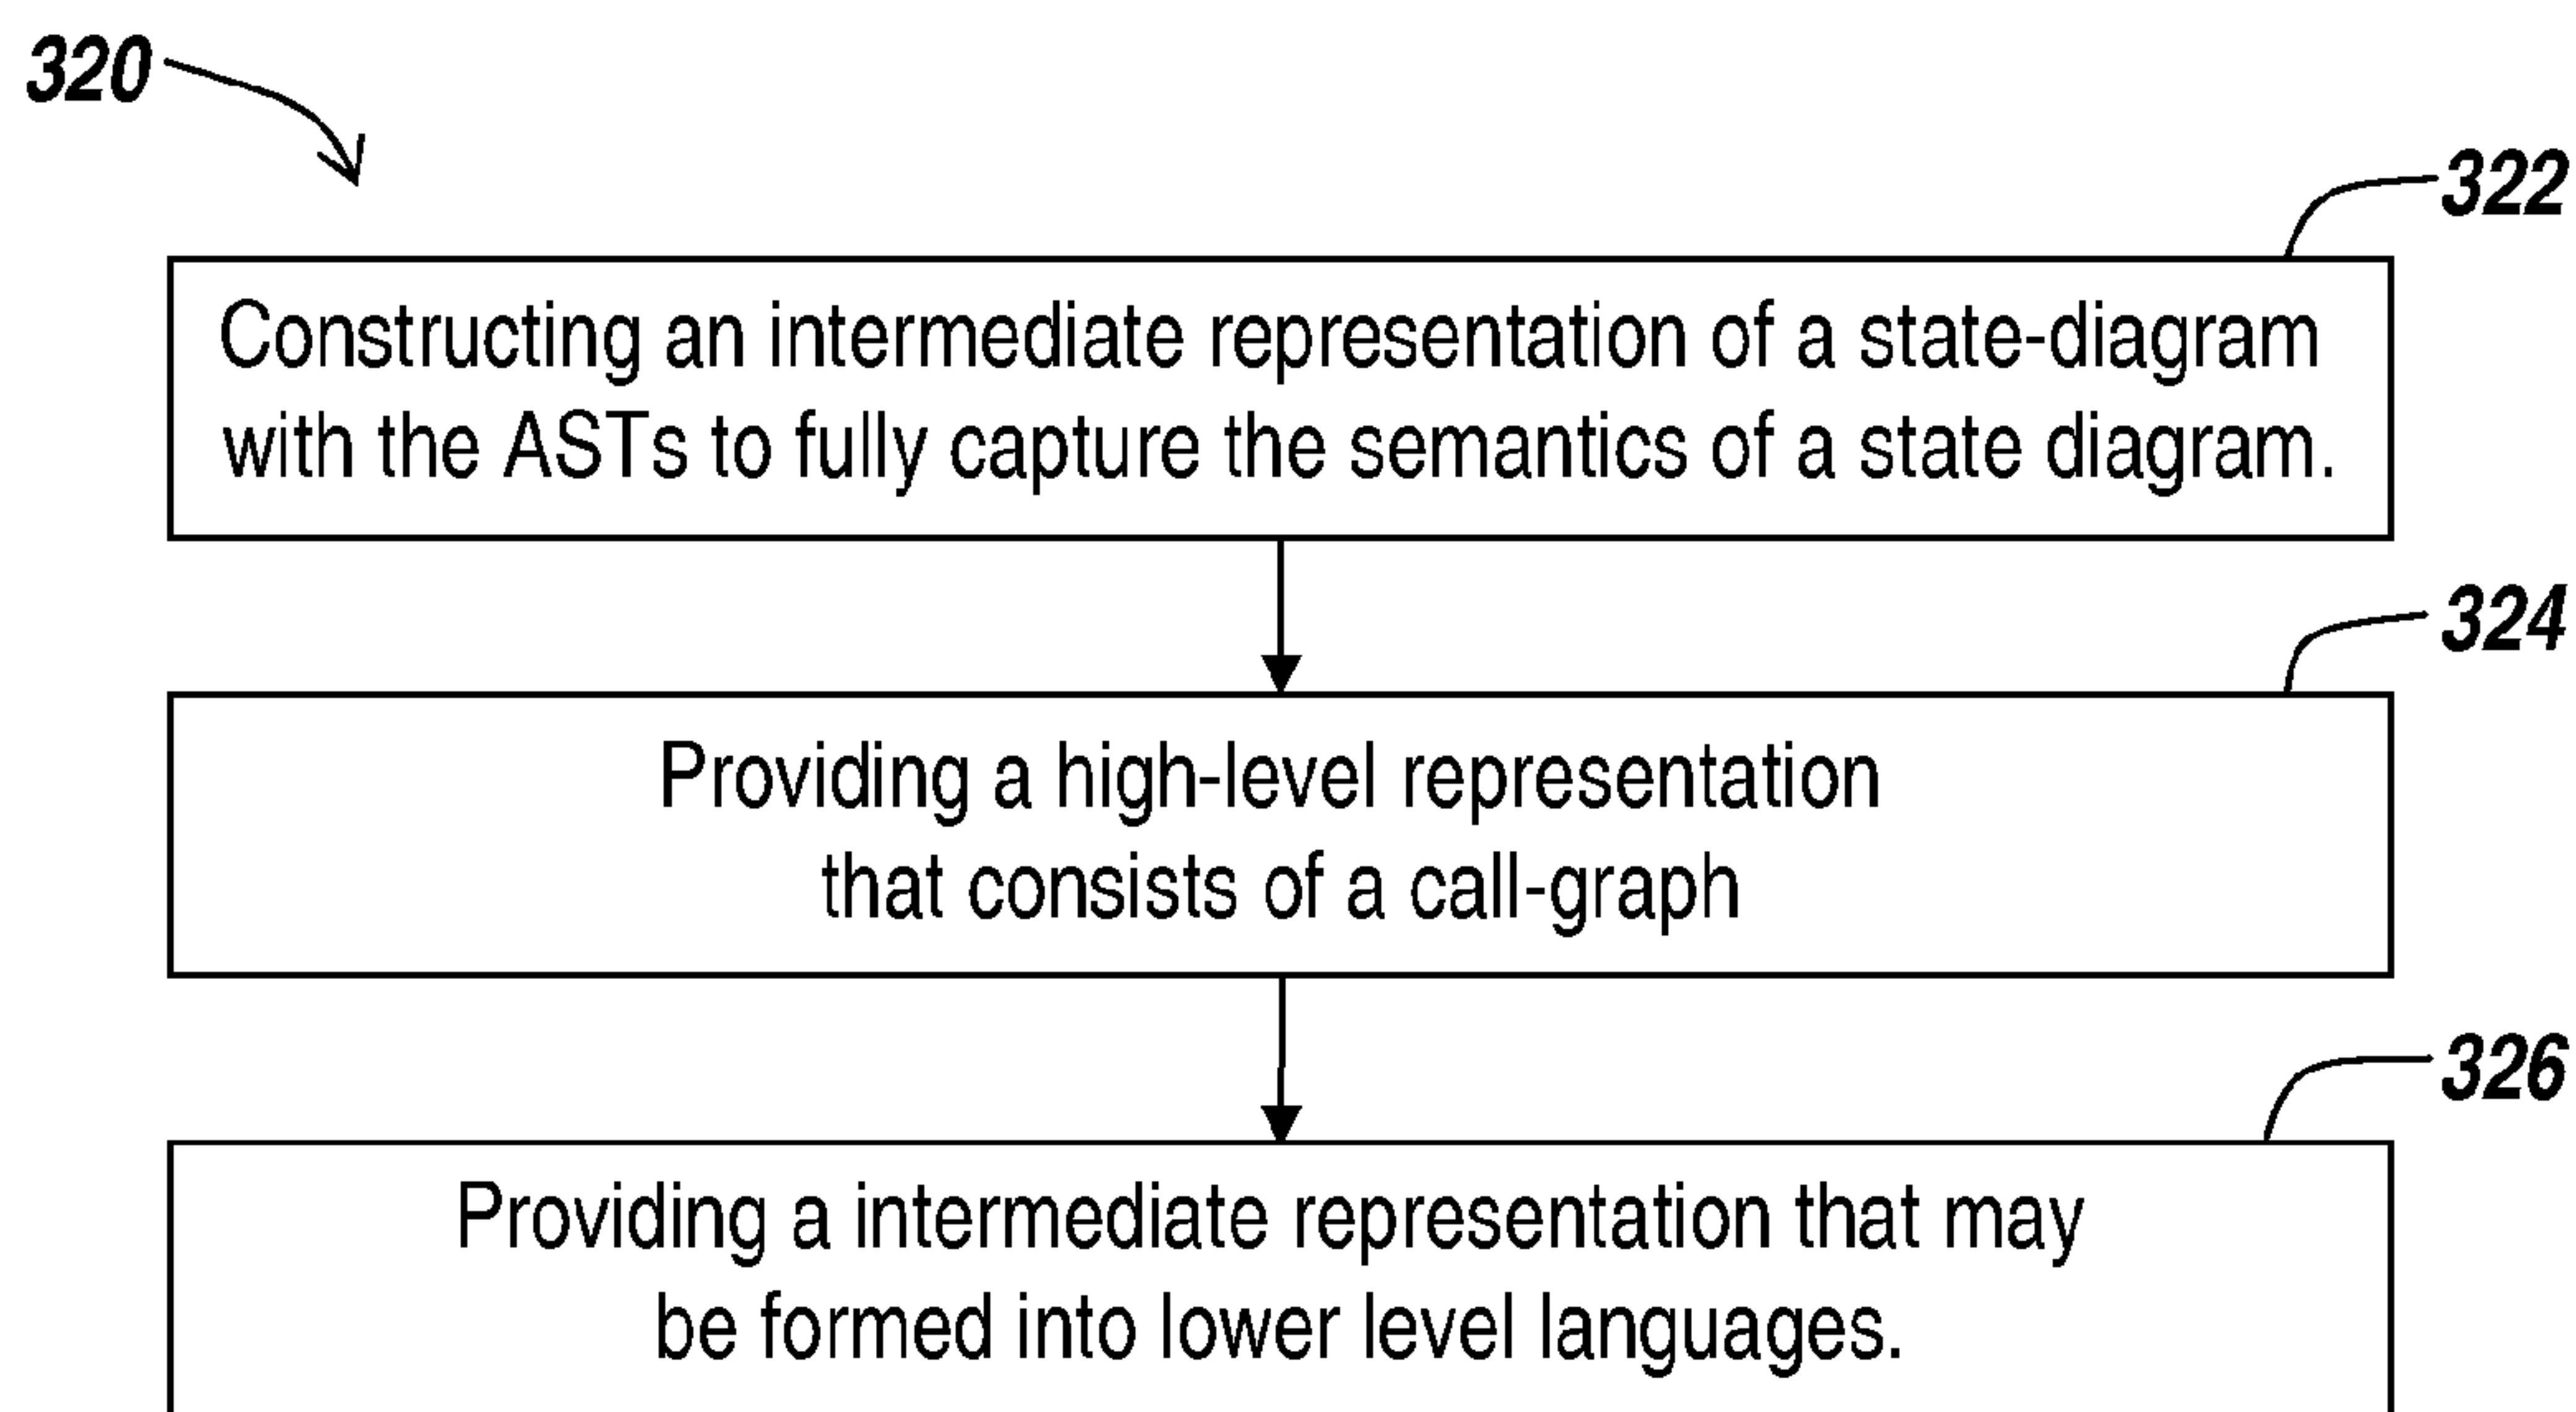 320
322
Constructing an intermediate representation of a state-diagram
with the ASTs to fully capture the semantics of a state diagram.
324
Providing a high-level representation
that consists of a call-graph
326
Providing a intermediate representation that may
be formed into lower level languages.